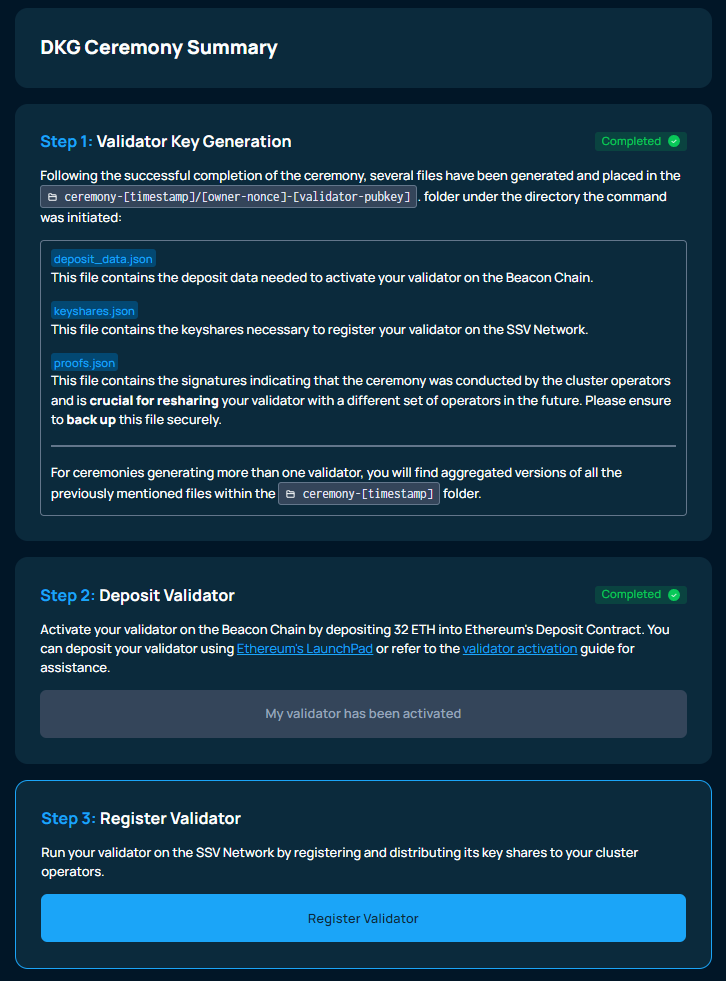 DKG Ceremony Summary
Step 1: Validator Key Generation
Completed
Following the successful completion of the ceremony, several files have been generated and placed in the
ceremony-[timestamp]/[owner-nonce]-[validator-pubkey] . folder under the directory the command
was initiated:
deposit_data.json
This file contains the deposit data needed to activate your validator on the Beacon Chain.
keyshares.json
This file contains the keyshares necessary to register your validator on the SSV Network.
proofs.json
This file contains the signatures indicating that the ceremony was conducted by the cluster operators
and is crucial for resharing your validator with a different set of operators in the future. Please ensure
to back up this file securely.
For ceremonies generating more than one validator, you will find aggregated versions of all the
previously mentioned files within the ceremony-[timestamp] folder.
Step 2: Deposit Validator
Completed
Activate your validator on the Beacon Chain by depositing 32 ETH into Ethereum's Deposit Contract. You
can deposit your validator using Ethereum's LaunchPad or refer to the validator activation guide for
assistance.
My validator has been activated
Step 3: Register Validator
Run your validator on the SSV Network by registering and distributing its key shares to your cluster
operators.
Register Validator